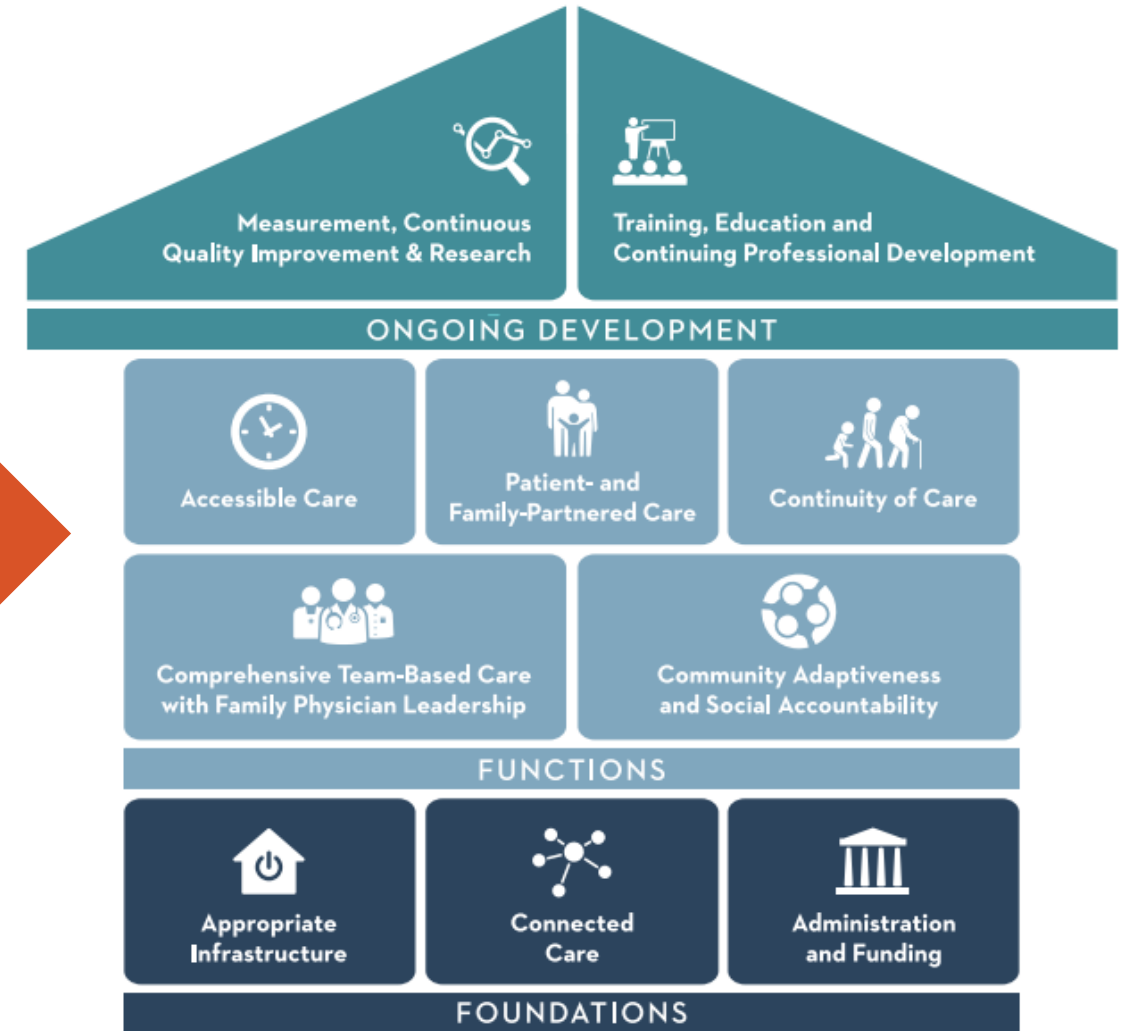 Measurement, Continuous
Quality Improvement & Research
Training, Education and
Continuing Professional Development
ONGOING DEVELOPMENT
Accessible Care
Patient- and
Family-Partnered Care
Continuity of Care
Comprehensive Team-Based Care
with Family Physician Leadership
Community Adaptiveness
and Social Accountability
FUNCTIONS
Appropriate
Infrastructure
Connected
Care
Administration
and Funding
FOUNDATIONS